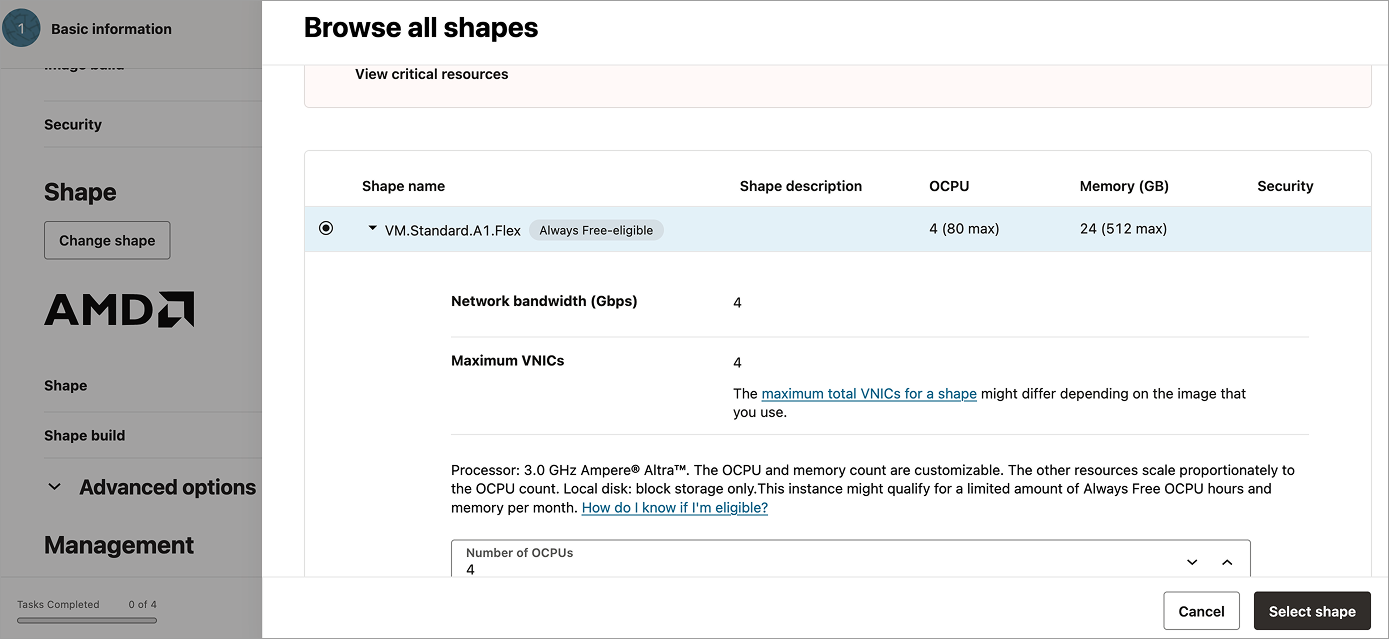 1 Basic information
Image build
Security
Shape
Change shape
AMD
Shape
Shape build
Advanced options
Management
Tasks Completed 0 of 4
Browse all shapes
View critical resources
Shape name Shape description OCPU Memory (GB) Security
VM.Standard.A1.Flex Always Free-eligible 4 (80 max) 24 (512 max)
Network bandwidth (Gbps) 4
Maximum VNICs 4
The maximum total VNICs for a shape might differ depending on the image that
you use.
Processor: 3.0 GHz Ampere® Altra™. The OCPU and memory count are customizable. The other resources scale proportionately to
the OCPU count. Local disk: block storage only.This instance might qualify for a limited amount of Always Free OCPU hours and
memory per month. How do I know if I'm eligible?
Number of OCPUs
4
Cancel Select shape